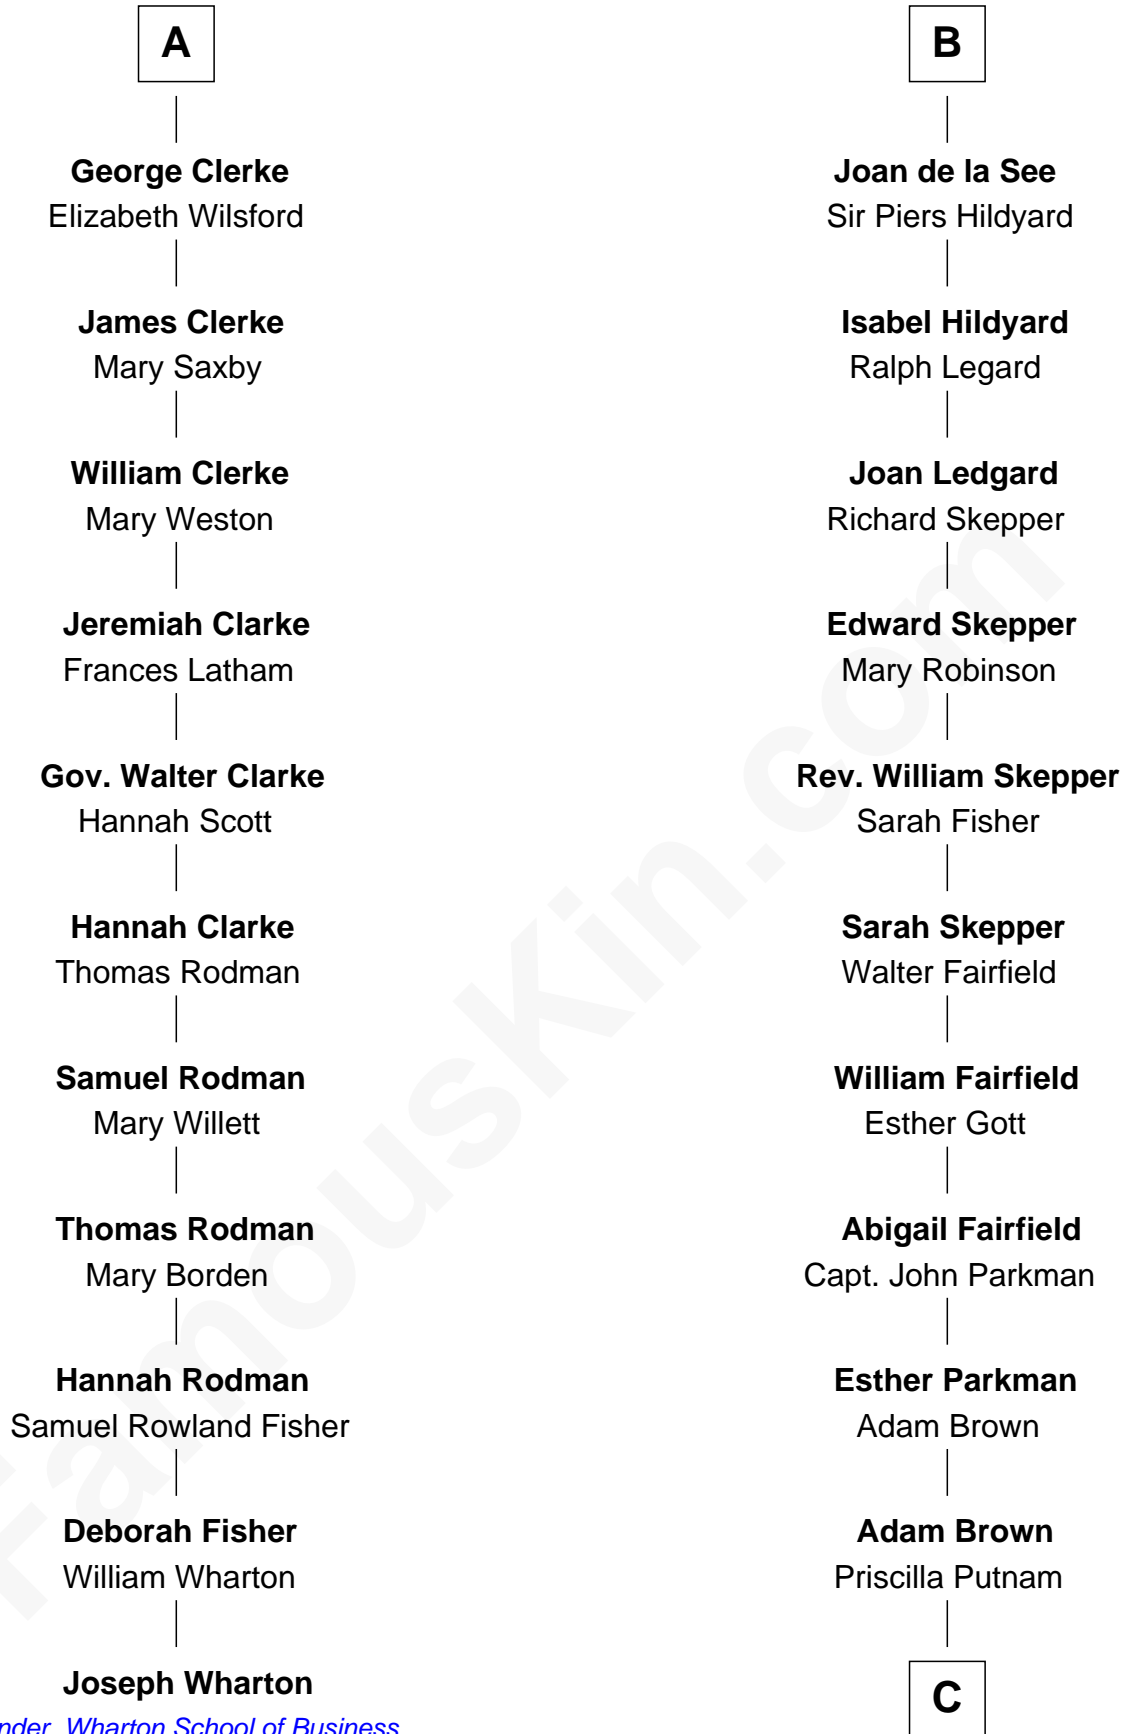 A
George Clerke
Elizabeth Wilsford
James Clerke
Mary Saxby
William Clerke
Mary Weston
Jeremiah Clarke
Frances Latham
Gov. Walter Clarke
Hannah Scott
Hannah Clarke
Thomas Rodman
Samuel Rodman
Mary Willett
Thomas Rodman
Mary Borden
Hannah Rodman
Samuel Rowland Fisher
Deborah Fisher
William Wharton
Joseph Wharton
Wharton School of Business
B
Joan de la See
Sir Piers Hildyard
Isabel Hildyard
Ralph Legard
Joan Ledgard
Richard Skepper
Edward Skepper
Mary Robinson
Rev. William Skepper
Sarah Fisher
Sarah Skepper
Walter Fairfield
William Fairfield
Esther Gott
Abigail Fairfield
Capt. John Parkman
Esther Parkman
Adam Brown
Adam Brown
Priscilla Putnam
C
FamousKin.com